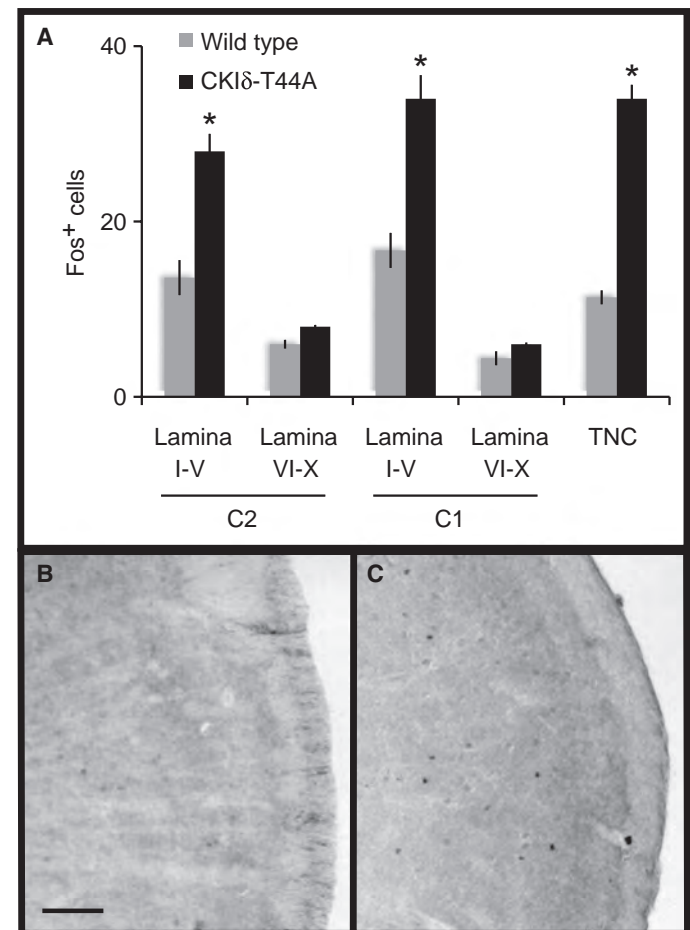 A
Wild type
CKIδ-T44A
40
20
0
Fos+ cells
*
*
*
Lamina Lamina Lamina Lamina TNC
I-V VI-X I-V VI-X
C2 C1
B
C